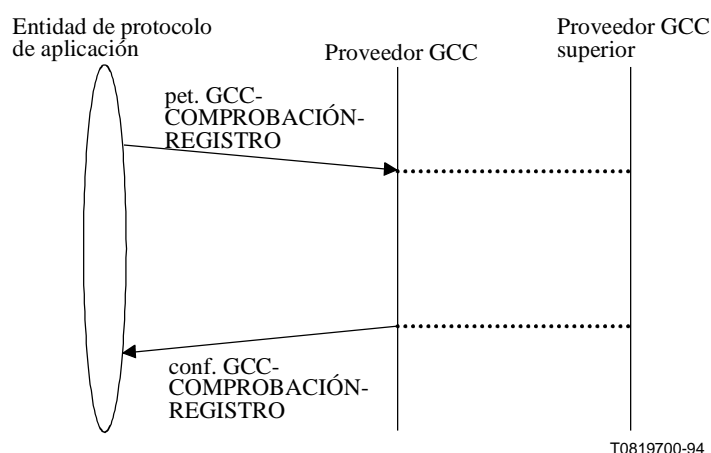 Entidad de protocolo
de aplicación
Proveedor GCC
Proveedor GCC
superior
pet. GCC-
COMPROBACIÓN-
REGISTRO
conf. GCC-
COMPROBACIÓN-
REGISTRO
T0819700-94